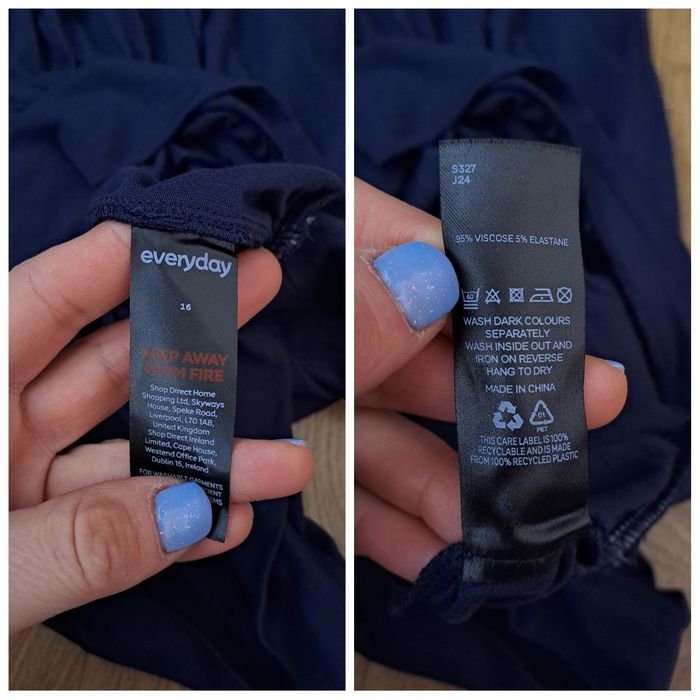 everyday
16
KEEP AWAY
FROM FIRE
Shop Direct Home
Shopping Ltd, Skyways
House, Speke Road,
Liverpool, L70 1AB,
United Kingdom
Shop Direct Ireland
Limited, Cape House,
Westend Office Park,
Dublin 15, Ireland
FOR WASHABLE GARMENTS
S327
J24
95% VISCOSE 5% ELASTANE
40
WASH DARK COLOURS
SEPARATELY
WASH INSIDE OUT AND
IRON ON REVERSE
HANG TO DRY
MADE IN CHINA
01
PET
THIS CARE LABEL IS 100%
RECYCLABLE AND IS MADE
FROM 100% RECYCLED PLASTIC